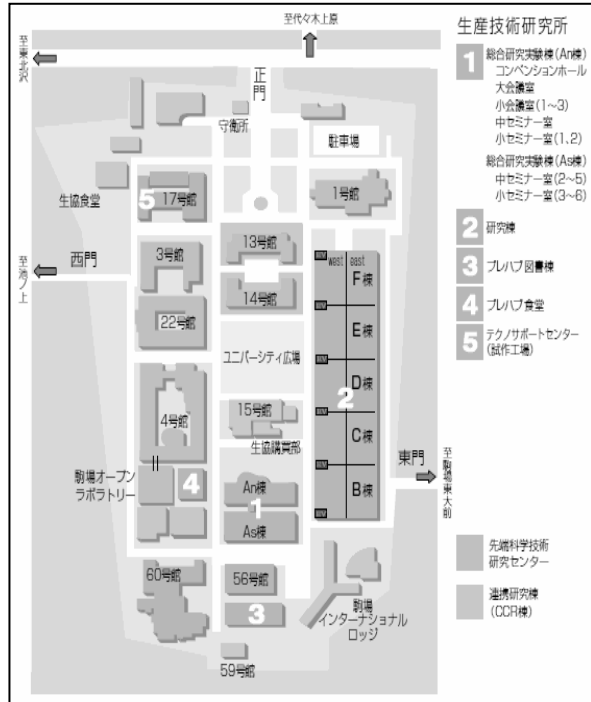 至代々木上原
至東北沢
正門
守衛所
駐車場
生協食堂
5
17号館
1号館
至池ノ上
西門
3号館
13号館
14号館
22号館
ユニバーシティ広場
west
east
F棟
E棟
D棟
2
C棟
B棟
4号館
15号館
生協購買部
東門
至駒場東大前
駒場オープン
ラボラトリー
4
An棟
1
As棟
60号館
56号館
3
59号館
駒場
インターナショナル
ロッジ
生産技術研究所
1
総合研究実験棟(An棟)
コンベンションホール
大会議室
小会議室(1〜3)
中セミナー室
小セミナー室(1,2)
総合研究実験棟(As棟)
中セミナー室(2〜5)
小セミナー室(3〜6)
2
研究棟
3
プレハブ図書棟
4
プレハブ食堂
5
テクノサポートセンター
(試作工場)
先端科学技術
研究センター
連携研究棟
(CCR棟)